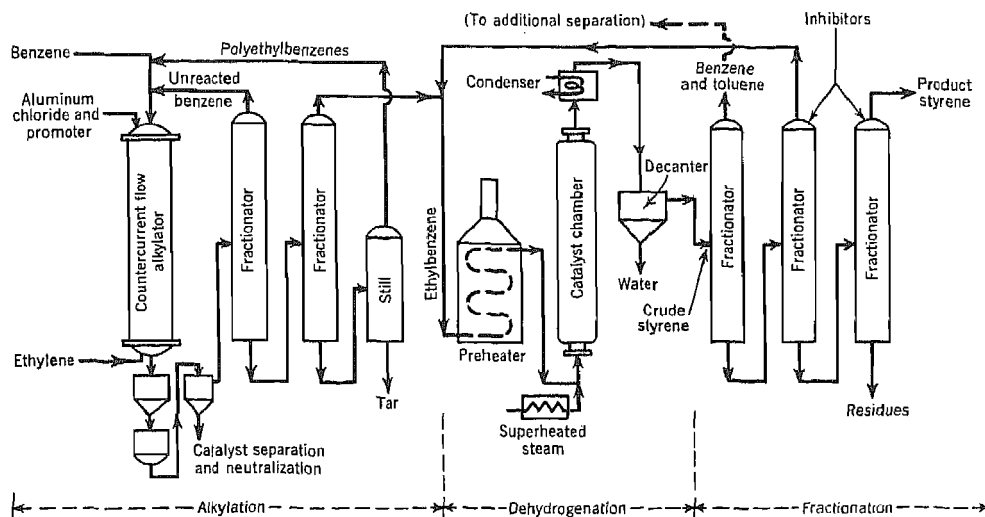 (To additional separation)
Inhibitors
Benzene
Polyethylbenzenes
Unreacted
benzene
Aluminum
chloride and
promoter
Condenser
Benzene
and toluene
Product
styrene
Countercurrent flow
alkylator
Fractionator
Fractionator
Still
Ethylbenzene
Catalyst chamber
Decanter
Fractionator
Fractionator
Fractionator
Water
Crude
styrene
Ethylene
Preheater
Tar
Superheated
steam
Residues
Catalyst separation
and neutralization
Alkylation
Dehydrogenation
Fractionation